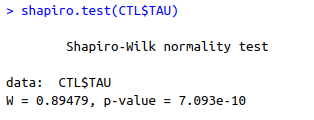 > shapiro.test(CTL$TAU)
Shapiro-Wilk normality test
data:  CTL$TAU
W = 0.89479, p-value = 7.093e-10